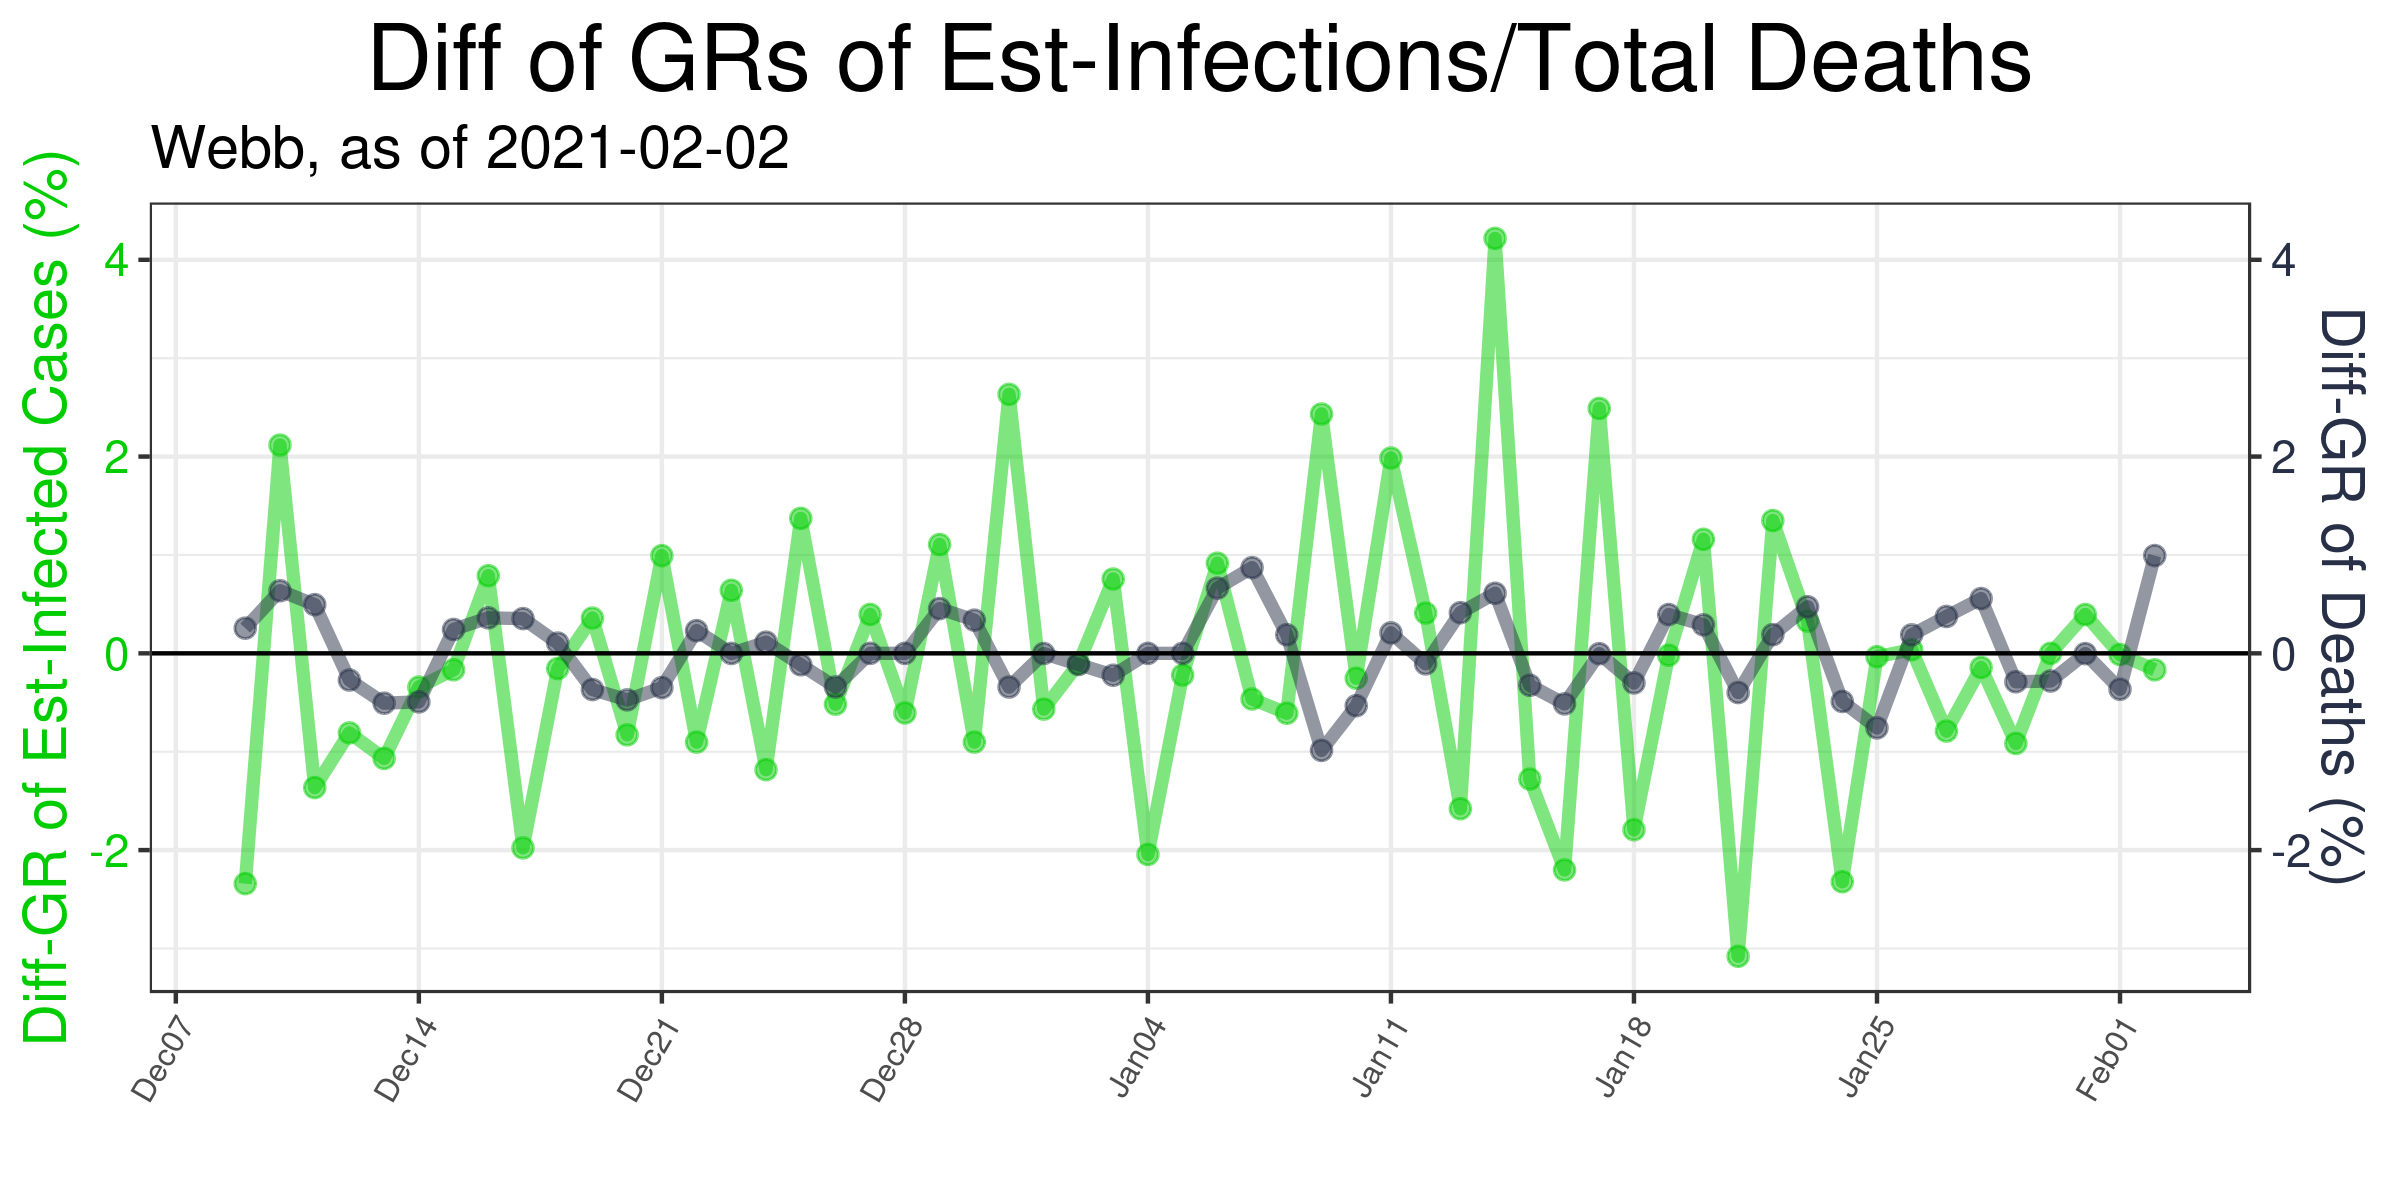 Diff of GRs of Est-Infections/Total Deaths
Webb, as of 2021-02-02
Diff-GR of Est-Infected Cases (%)
4
2
0
-2
4
2
0
-2
Diff-GR of Deaths (%)
Dec07
Dec14
Dec21
Dec28
Jan04
Jan11
Jan18
Jan25
Feb01